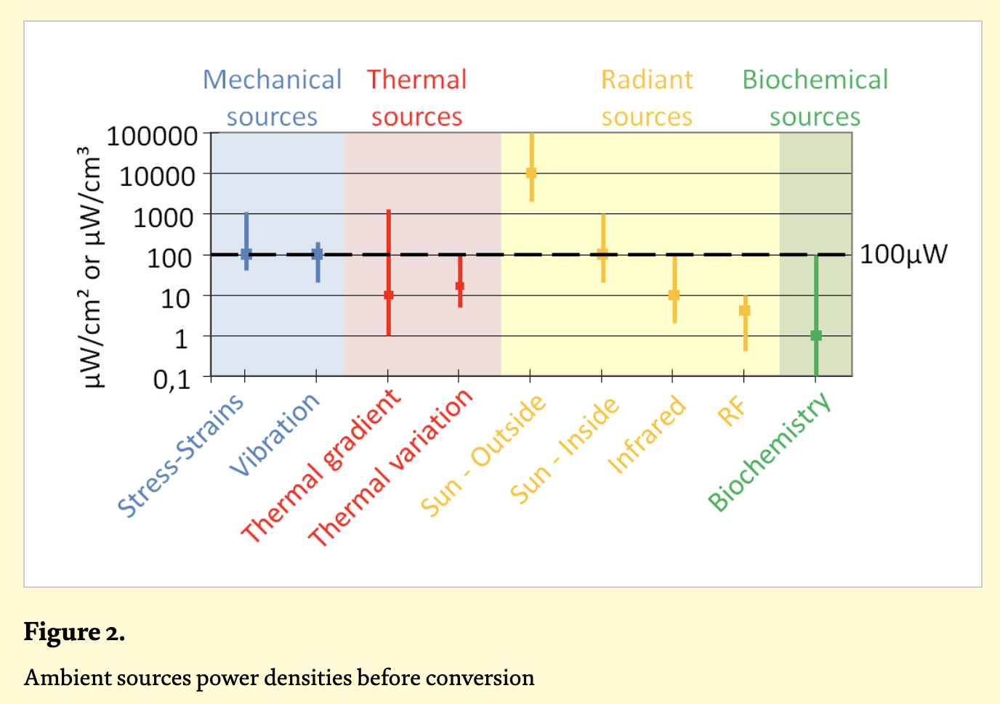 Mechanical
sources
Thermal
sources
Radiant
sources
Biochemical
sources
µW/cm² or µW/cm³
100000
10000
1000
100
10
1
0,1
100µW
Stress-Strains
Vibration
Thermal gradient
Thermal variation
Sun - Outside
Sun - Inside
Infrared
RF
Biochemistry
Figure 2.
Ambient sources power densities before conversion